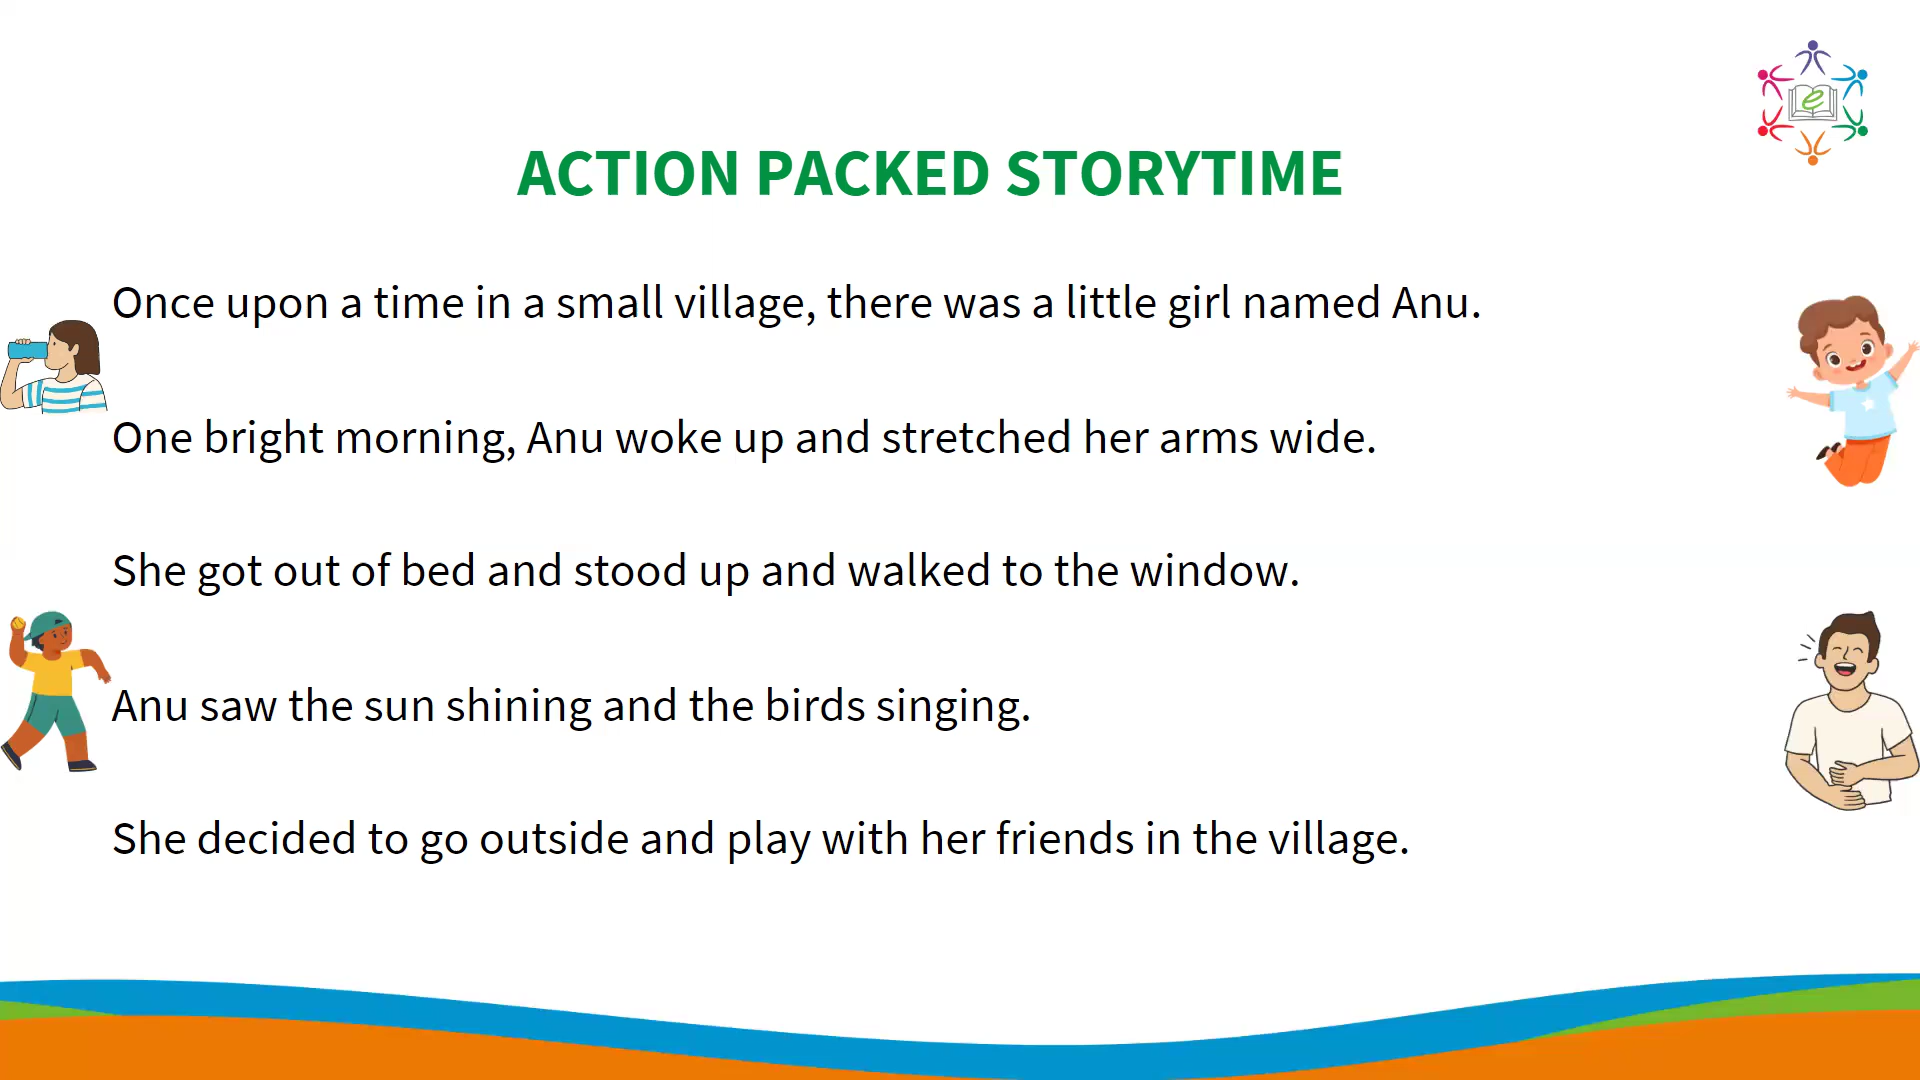 ACTION PACKED STORYTIME
Once upon a time in a small village, there was a little girl named Anu.
One bright morning, Anu woke up and stretched her arms wide.
She got out of bed and stood up and walked to the window.
Anu saw the sun shining and the birds singing.
She decided to go outside and play with her friends in the village.